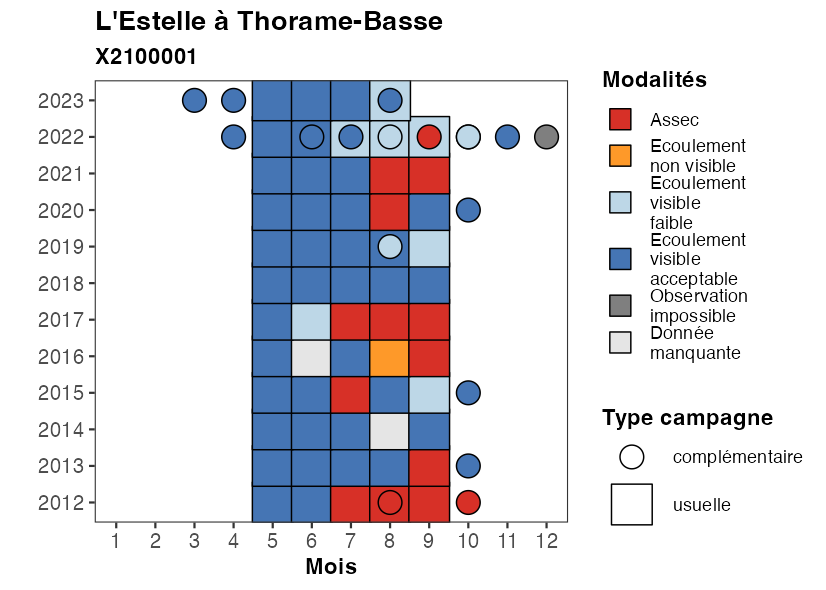 L'Estelle à Thorame-Basse
X2100001
2023
2022
2021
2020
2019
2018
2017
2016
2015
2014
2013
2012
1 2 3 4 5 6 7 8 9 10 11 12
Mois
Modalités
Assec
Ecoulement
non visible
Ecoulement
visible
faible
Ecoulement
visible
acceptable
Observation
impossible
Donnée
manquante
Type campagne
complémentaire
usuelle